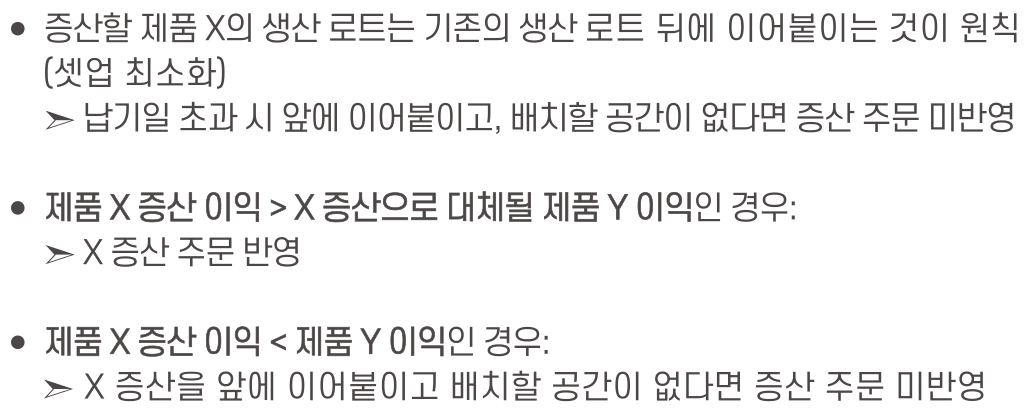 ● 증산할 제품 X의 생산 로트는 기존의 생산 로트 뒤에 이어붙이는 것이 원칙
(셋업 최소화)
➢ 납기일 초과 시 앞에 이어붙이고, 배치할 공간이 없다면 증산 주문 미반영
● 제품 X 증산 이익 > X 증산으로 대체될 제품 Y 이익인 경우:
➢ X 증산 주문 반영
● 제품 X 증산 이익 < 제품 Y 이익인 경우:
➢ X 증산을 앞에 이어붙이고 배치할 공간이 없다면 증산 주문 미반영